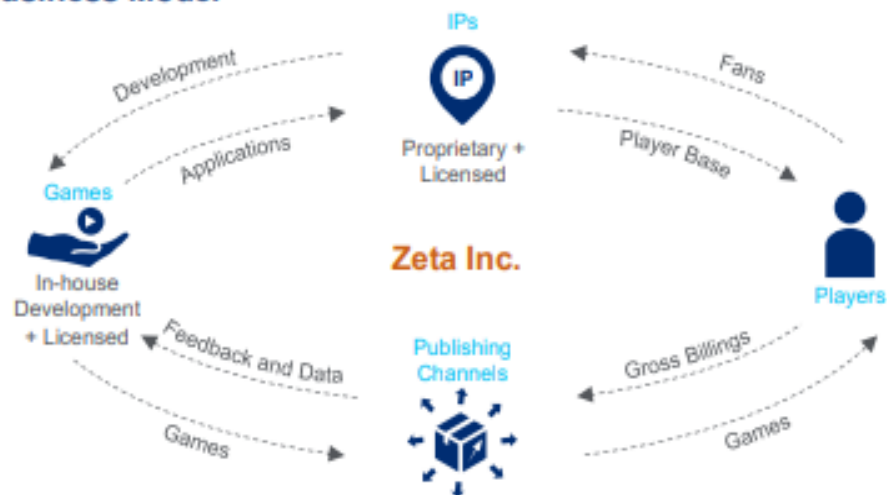 IPs
Development
Fans
IP
Applications
Player Base
Proprietary +
Licensed
Games
Zeta Inc.
In-house
Development
+ Licensed
Players
Feedback and Data
Publishing
Channels
Gross Billings
Games
Games